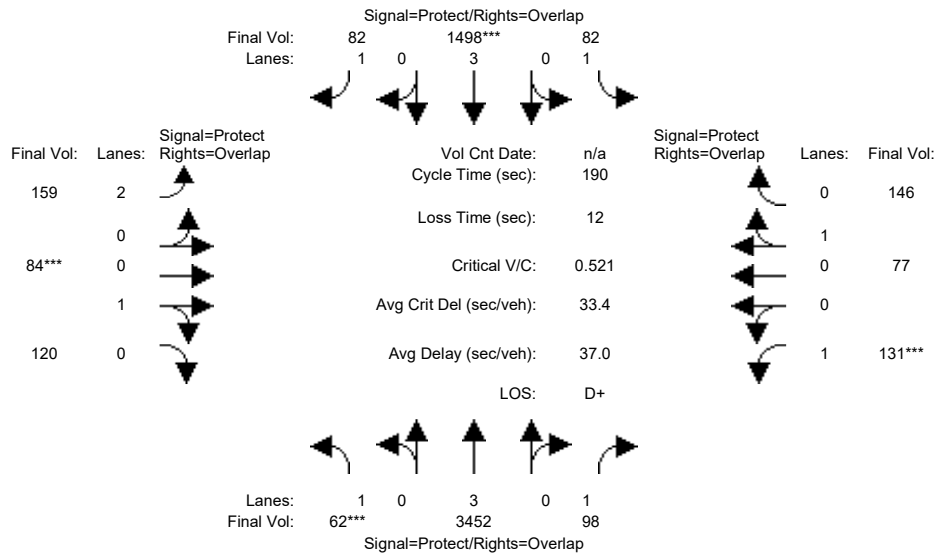 Signal=Protect/Rights=Overlap
Final Vol: 82 1498*** 82
Lanes: 1 0 3 0 1
Signal=Protect Signal=Protect
Final Vol: Lanes: Rights=Overlap Vol Cnt Date: n/a Rights=Overlap Lanes: Final Vol:
Cycle Time (sec): 190
159 2 0 146
Loss Time (sec): 12
0 1
84*** 0 Critical V/C: 0.521 0 77
1 Avg Crit Del (sec/veh): 33.4 0
120 0 Avg Delay (sec/veh): 37.0 1 131***
LOS: D+
Lanes: 1 0 3 0 1
Final Vol: 62*** 3452 98
Signal=Protect/Rights=Overlap